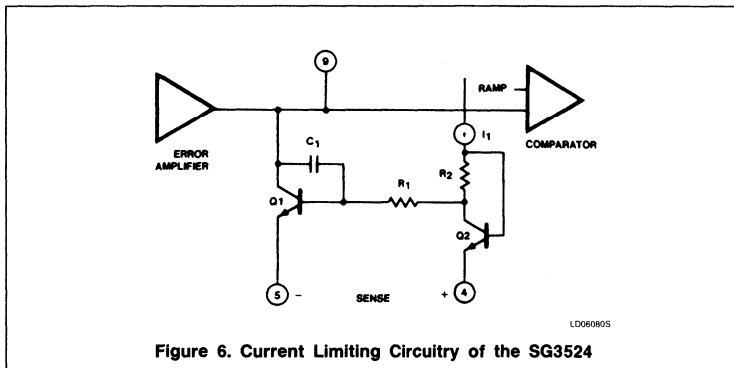 9
RAMP
ERROR
AMPLIFIER
C1
I1
COMPARATOR
R2
R1
Q1
Q2
5 −
SENSE
+ 4
LD06080S
Figure 6. Current Limiting Circuitry of the SG3524